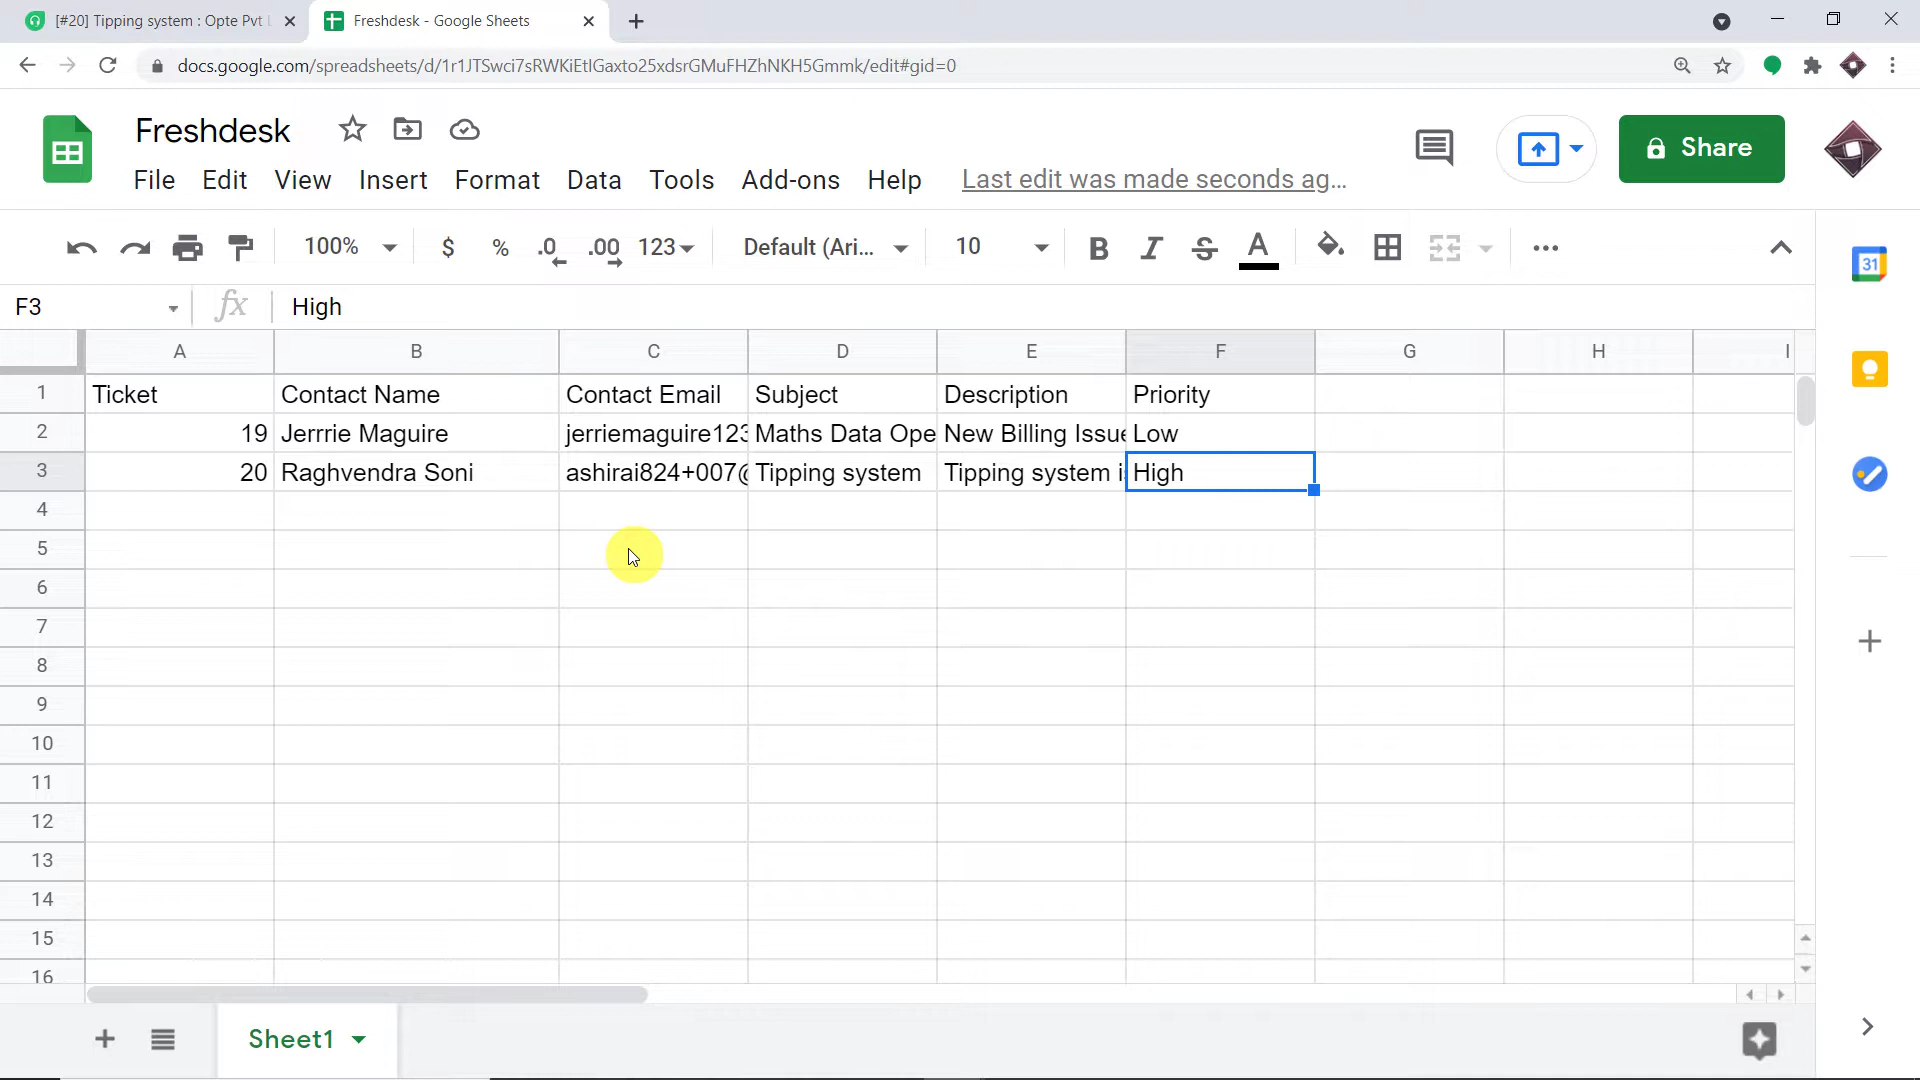 [#20] Tipping system : Opte Pvt
Freshdesk - Google Sheets
docs.google.com/spreadsheets/d/1r1JTSwci7sRWKiEtIGaxto25xdsrGMuFHZhNKH5Gmmk/edit#gid=0
Freshdesk
Share
File Edit View Insert Format Data Tools Add-ons Help Last edit was made seconds ag...
100% $ % .0 .00 123 Default (Ari... 10 B I S A
31
F3 fx High
A B C D E F G H I
1 Ticket Contact Name Contact Email Subject Description Priority
2 19 Jerrrie Maguire jerriemaguire123 Maths Data Ope New Billing Issue Low
3 20 Raghvendra Soni ashirai824+007@ Tipping system Tipping system i High
4
5
6
7
8
9
10
11
12
13
14
15
16
Sheet1